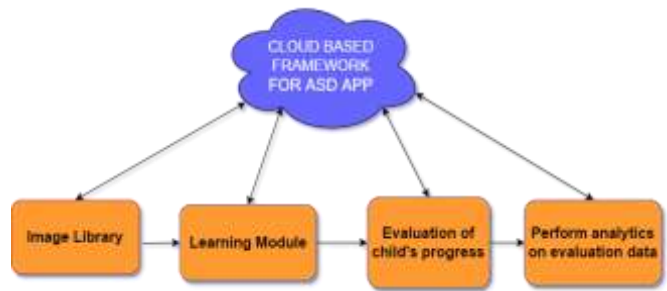 CLOUD BASED
FRAMEWORK
FOR ASD APP
Image Library
Learning Module
Evaluation of
child's progress
Perform analytics
on evaluation data